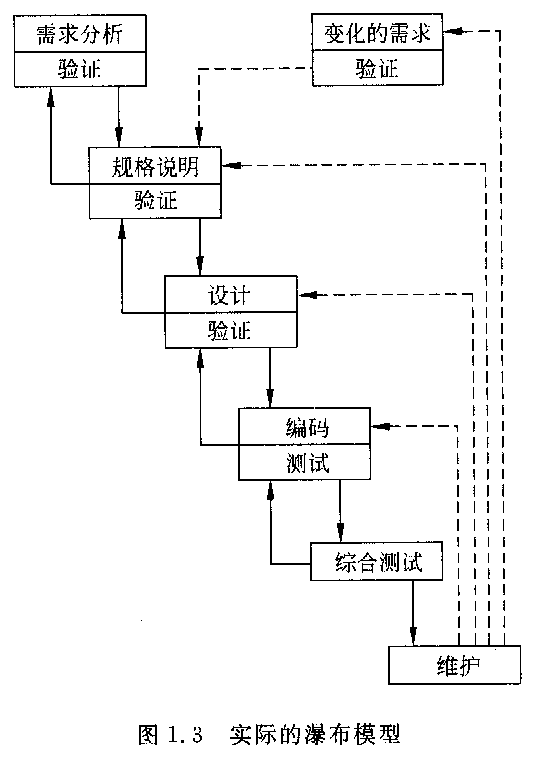 需求分析
验证
变化的需求
验证
规格说明
验证
设计
验证
编码
测试
综合测试
维护
图 1.3 实际的瀑布模型